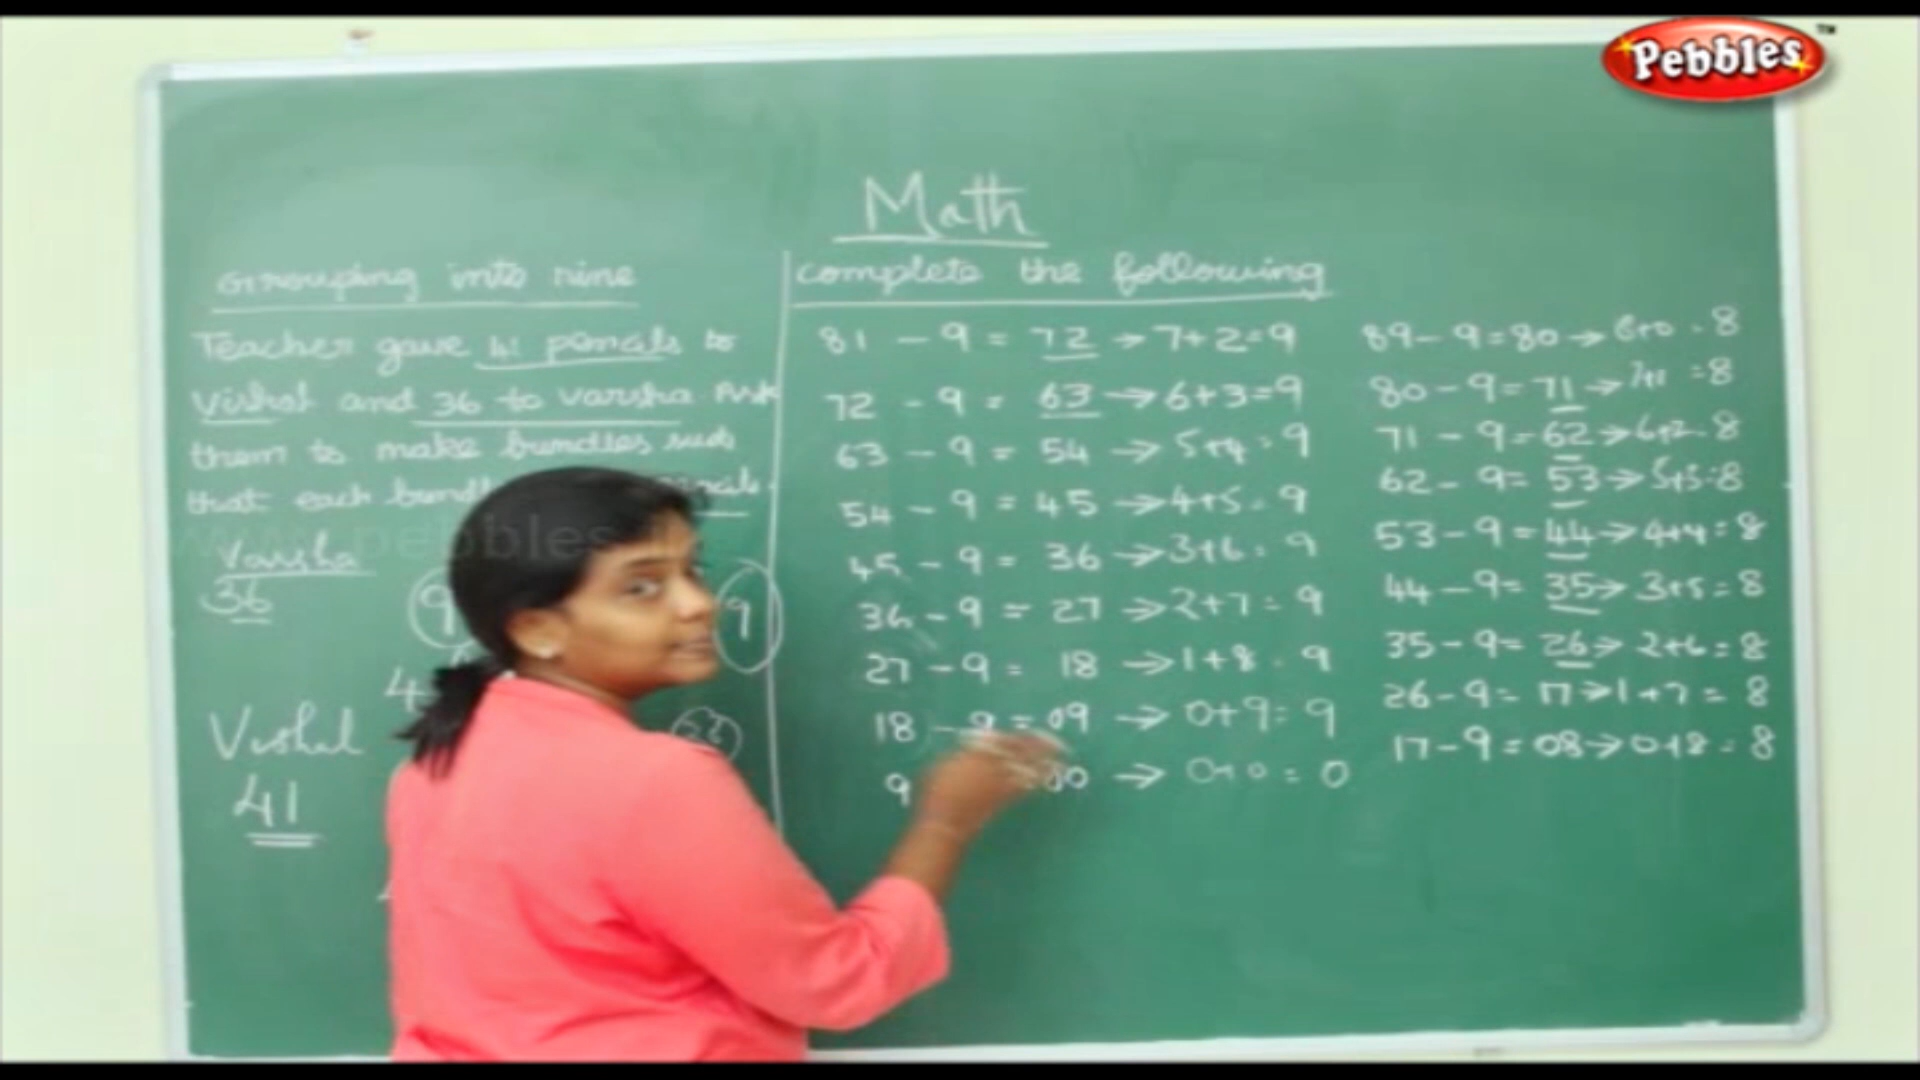 Pebbles™
Math
Grouping into nine
Teacher gave 41 pencils to
Vishal and 36 to varsha. Ask
them to make bundles such
that each
www.pebbles
Varsha
36
9
9
4
Vishal
41
complete the following
81 - 9 = 72 → 7+2=9
72 - 9 = 63 → 6+3=9
63 - 9 = 54 → 5+4=9
54 - 9 = 45 → 4+5=9
45 - 9 = 36 → 3+6=9
36 - 9 = 27 → 2+7=9
27 - 9 = 18 → 1+8=9
18 - 9 = 09 → 0+9=9
9 = 00 → 0+0=0
89-9=80→8+0=8
80-9=71→7+1=8
71-9=62→6+2=8
62-9=53→5+3=8
53-9=44→4+4=8
44-9=35→3+5=8
35-9=26→2+6=8
26-9=17→1+7=8
17-9=08→0+8=8